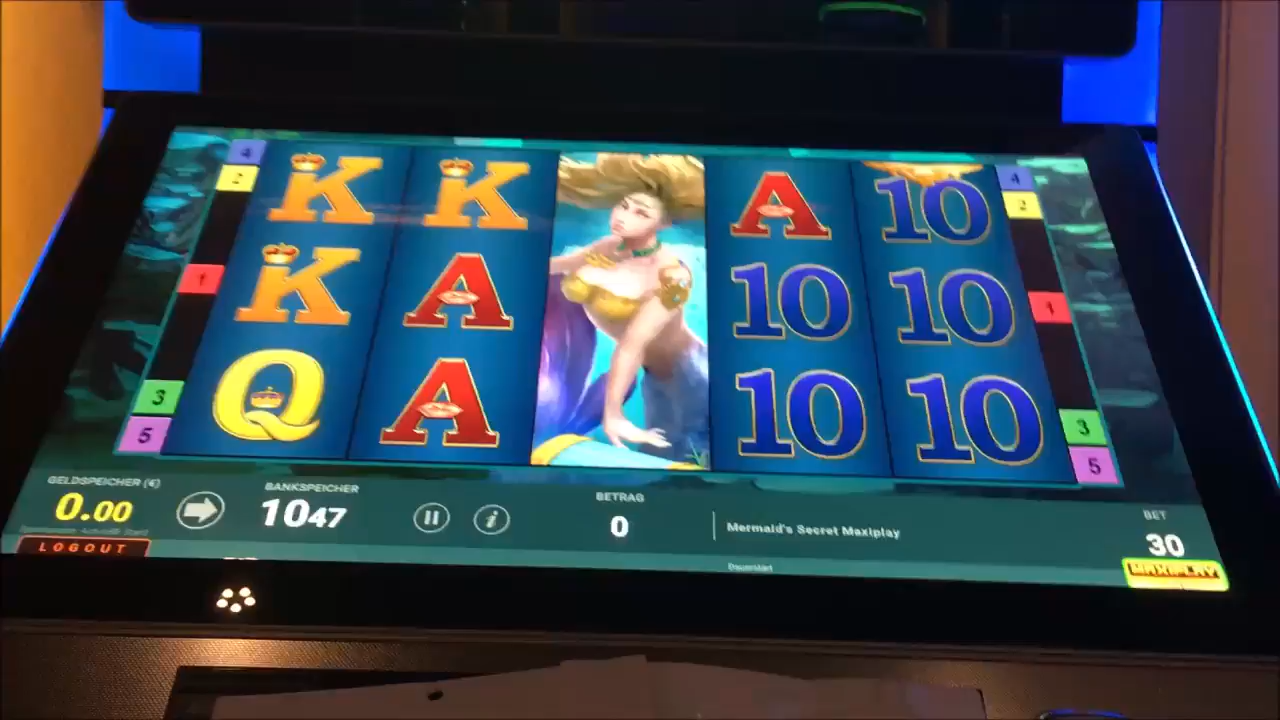 4
2
K K A 10
4
2
1
K A 10 10
1
3
5
Q A 10 10
3
5
GELDSPEICHER (€)
0.00
BANKSPEICHER
1047
BETRAG
0
Mermaid's Secret Maxiplay
BET
30
LOGOUT
Dauerstart
MAXIPLAY